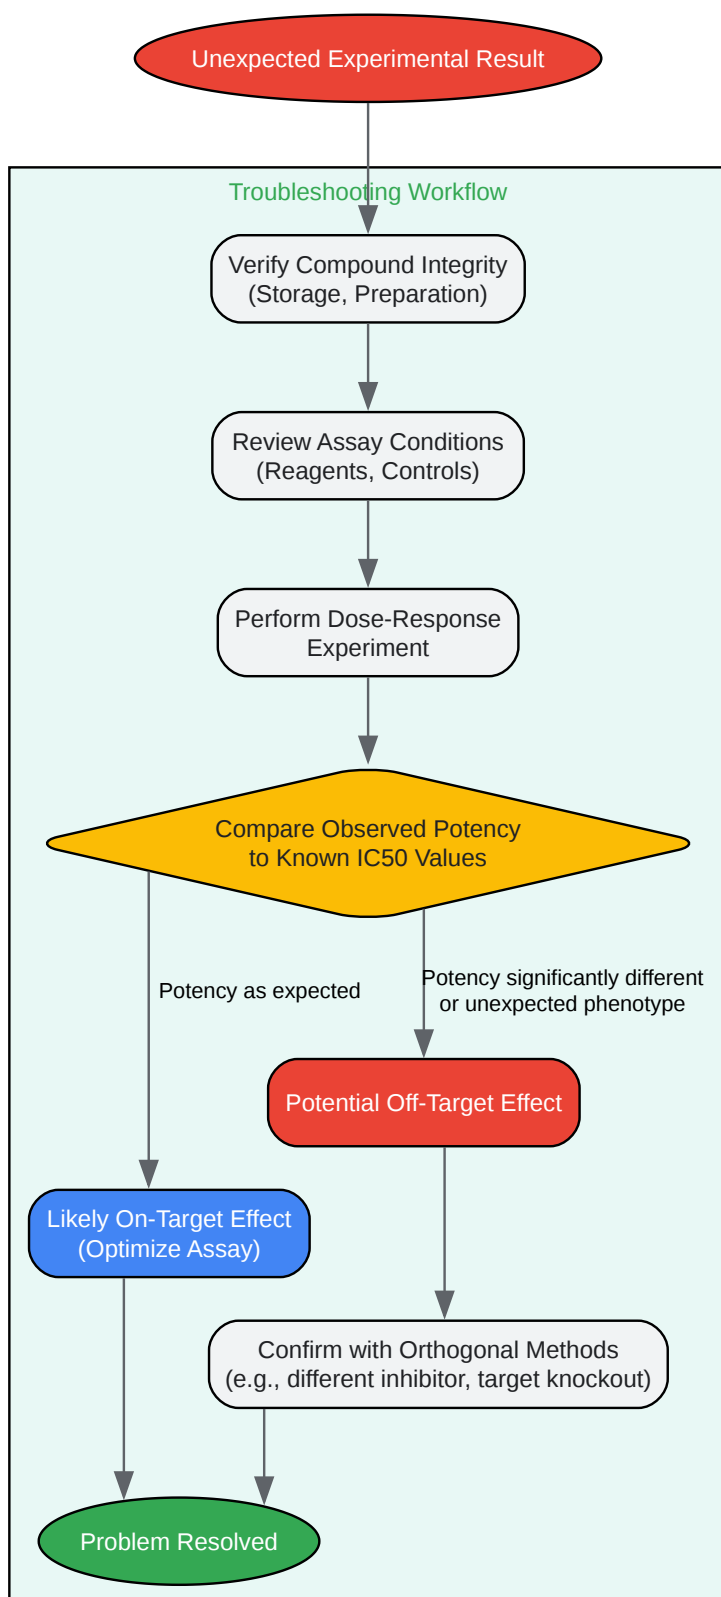 Unexpected Experimental Result
Troubleshooting Workflow
Verify Compound Integrity
(Storage, Preparation)
Review Assay Conditions
(Reagents, Controls)
Perform Dose-Response
Experiment
Compare Observed Potency
to Known IC50 Values
Potency as expected
Potency significantly different
or unexpected phenotype
Potential Off-Target Effect
Likely On-Target Effect
(Optimize Assay)
Confirm with Orthogonal Methods
(e.g., different inhibitor, target knockout)
Problem Resolved